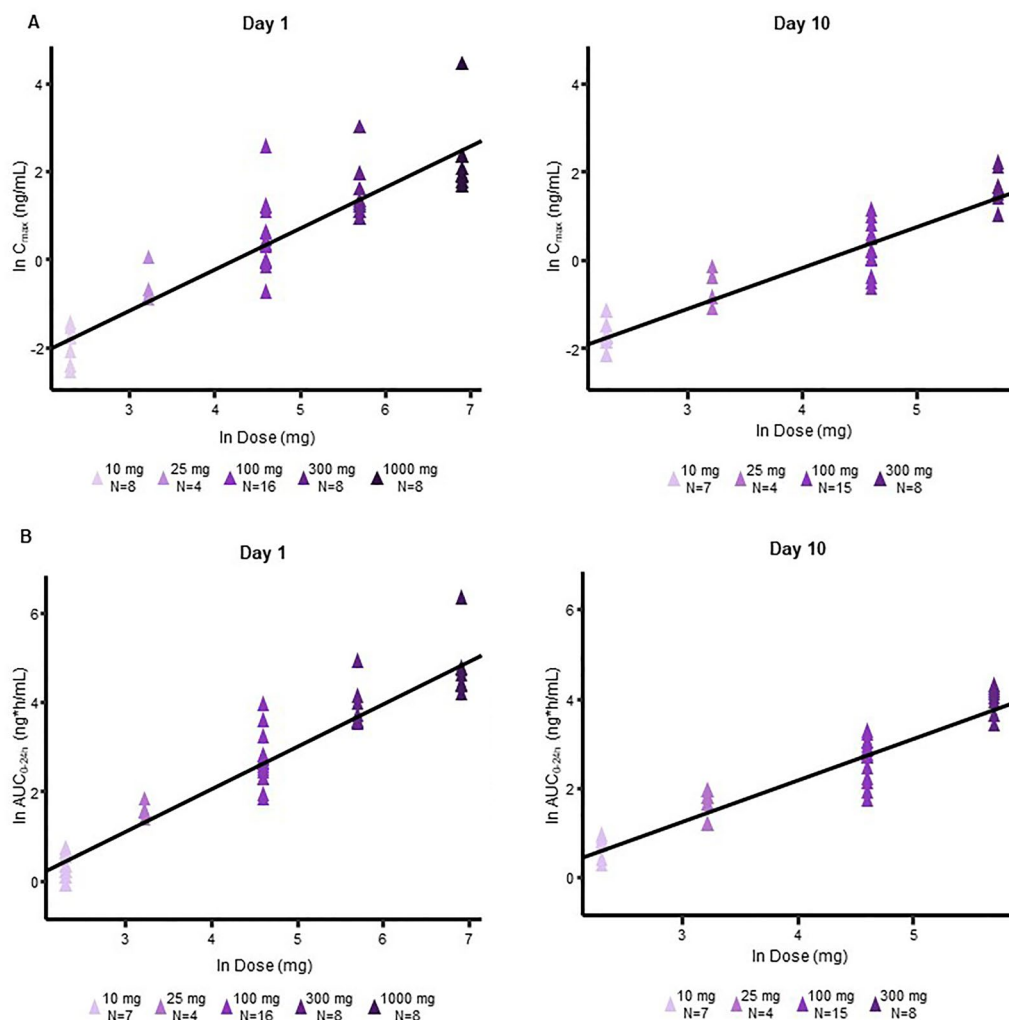 A
Day 1
Day 10
ln Cmax (ng/mL)
4
2
0
-2
3 4 5 6 7
ln Dose (mg)
10 mg 25 mg 100 mg 300 mg 1000 mg
N=8 N=4 N=16 N=8 N=8
ln Cmax (ng/mL)
4
2
0
-2
3 4 5
ln Dose (mg)
10 mg 25 mg 100 mg 300 mg
N=7 N=4 N=15 N=8
B
Day 1
Day 10
ln AUC0-24h (ng*h/mL)
6
4
2
0
3 4 5 6 7
ln Dose (mg)
10 mg 25 mg 100 mg 300 mg 1000 mg
N=7 N=4 N=16 N=8 N=8
ln AUC0-24h (ng*h/mL)
6
4
2
0
3 4 5
ln Dose (mg)
10 mg 25 mg 100 mg 300 mg
N=7 N=4 N=15 N=8